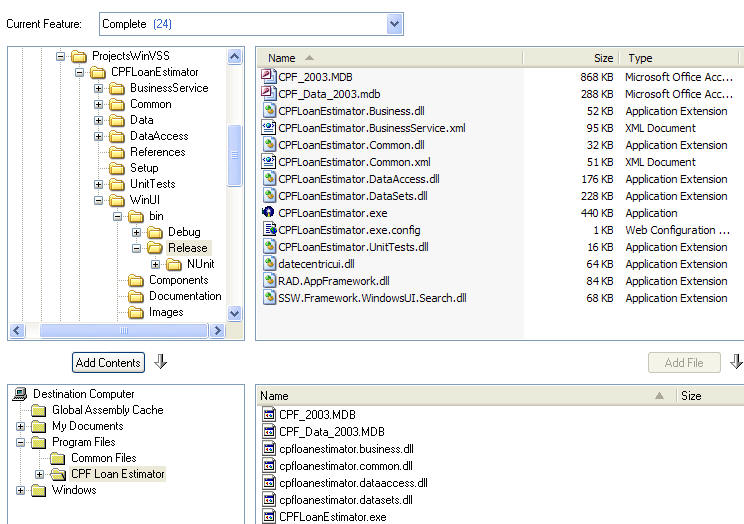 Current Feature: Complete (24)
ProjectsWinVSS
CPFLoanEstimator
BusinessService
Common
Data
DataAccess
References
Setup
UnitTests
WinUI
bin
Debug
Release
NUnit
Components
Documentation
Images
Name Size Type
CPF_2003.MDB 868 KB Microsoft Office Acc...
CPF_Data_2003.mdb 288 KB Microsoft Office Acc...
CPFLoanEstimator.Business.dll 52 KB Application Extension
CPFLoanEstimator.BusinessService.xml 95 KB XML Document
CPFLoanEstimator.Common.dll 32 KB Application Extension
CPFLoanEstimator.Common.xml 51 KB XML Document
CPFLoanEstimator.DataAccess.dll 176 KB Application Extension
CPFLoanEstimator.DataSets.dll 228 KB Application Extension
CPFLoanEstimator.exe 440 KB Application
CPFLoanEstimator.exe.config 1 KB Web Configuration ...
CPFLoanEstimator.UnitTests.dll 16 KB Application Extension
datecentricui.dll 64 KB Application Extension
RAD.AppFramework.dll 84 KB Application Extension
SSW.Framework.WindowsUI.Search.dll 68 KB Application Extension
Add Contents Add File
Destination Computer
Global Assembly Cache
My Documents
Program Files
Common Files
CPF Loan Estimator
Windows
Name Size
CPF_2003.MDB
CPF_Data_2003.MDB
cpfloanestimator.business.dll
cpfloanestimator.common.dll
cpfloanestimator.dataaccess.dll
cpfloanestimator.datasets.dll
CPFLoanEstimator.exe